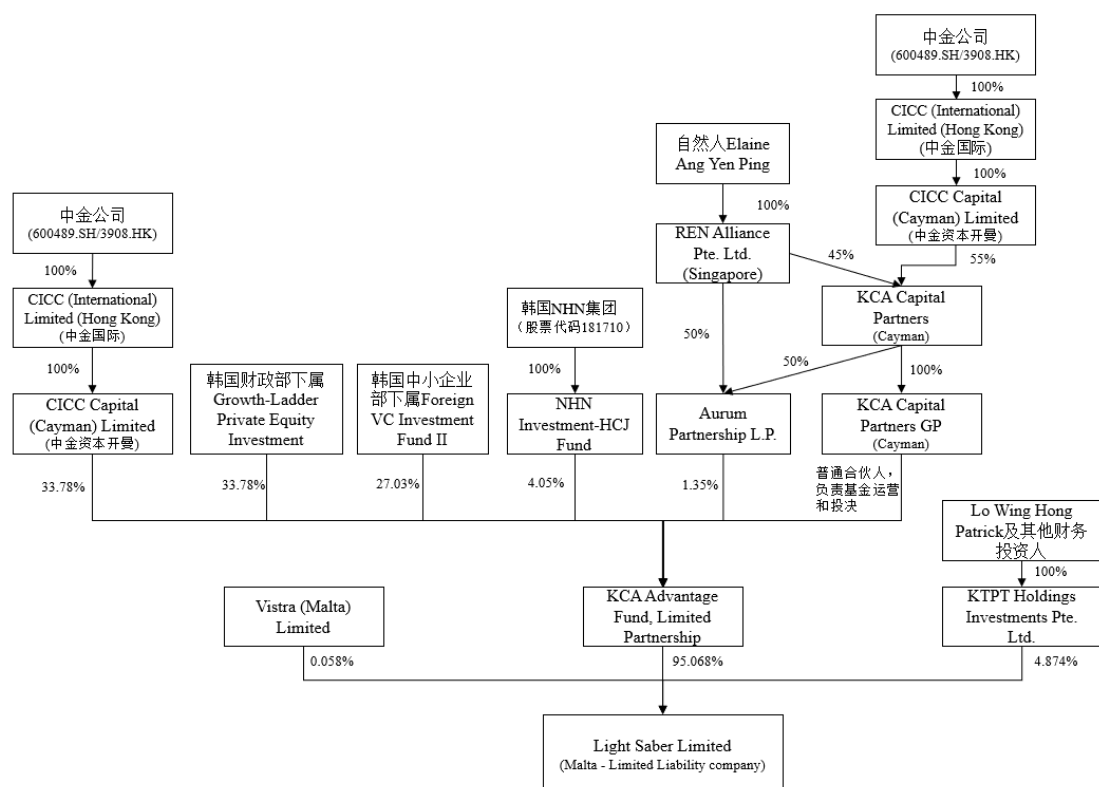 中金公司
(600489.SH/3908.HK)
100%
CICC (International)
Limited (Hong Kong)
(中金国际)
100%
自然人Elaine
Ang Yen Ping
CICC Capital
(Cayman) Limited
(中金资本开曼)
100%
中金公司
(600489.SH/3908.HK)
REN Alliance
Pte. Ltd.
(Singapore)
45%
55%
100%
CICC (International)
Limited (Hong Kong)
(中金国际)
韩国NHN集团
（股票代码181710）
KCA Capital
Partners
(Cayman)
100%
100%
50%
50%
100%
CICC Capital
(Cayman) Limited
(中金资本开曼)
韩国财政部下属
Growth-Ladder
Private Equity
Investment
韩国中小企业
部下属Foreign
VC Investment
Fund II
NHN
Investment-HCJ
Fund
Aurum
Partnership L.P.
KCA Capital
Partners GP
(Cayman)
33.78%
33.78%
27.03%
4.05%
1.35%
普通合伙人，
负责基金运营
和投决
Lo Wing Hong
Patrick及其他财务
投资人
100%
Vistra (Malta)
Limited
KCA Advantage
Fund, Limited
Partnership
KTPT Holdings
Investments Pte.
Ltd.
0.058%
95.068%
4.874%
Light Saber Limited
(Malta - Limited Liability company)